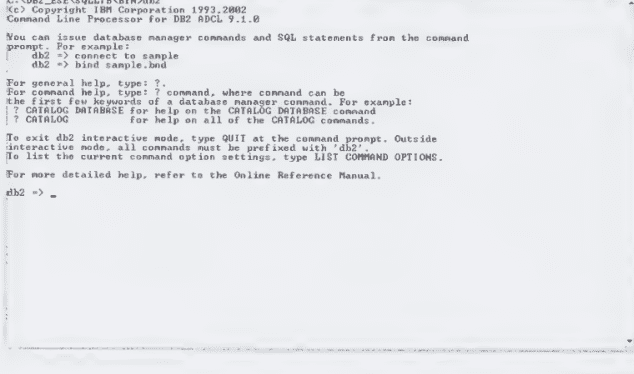 C:\DB2_ESE\SQLLIB\BIN>db2
(c) Copyright IBM Corporation 1993,2002
Command Line Processor for DB2 ADCL 9.1.0
You can issue database manager commands and SQL statements from the command
prompt. For example:
db2 => connect to sample
db2 => bind sample.bnd
For general help, type: ?.
For command help, type: ? command, where command can be
the first few keywords of a database manager command. For example:
? CATALOG DATABASE for help on the CATALOG DATABASE command
? CATALOG for help on all of the CATALOG commands.
To exit db2 interactive mode, type QUIT at the command prompt. Outside
interactive mode, all commands must be prefixed with 'db2'.
To list the current command option settings, type LIST COMMAND OPTIONS.
For more detailed help, refer to the Online Reference Manual.
db2 => _